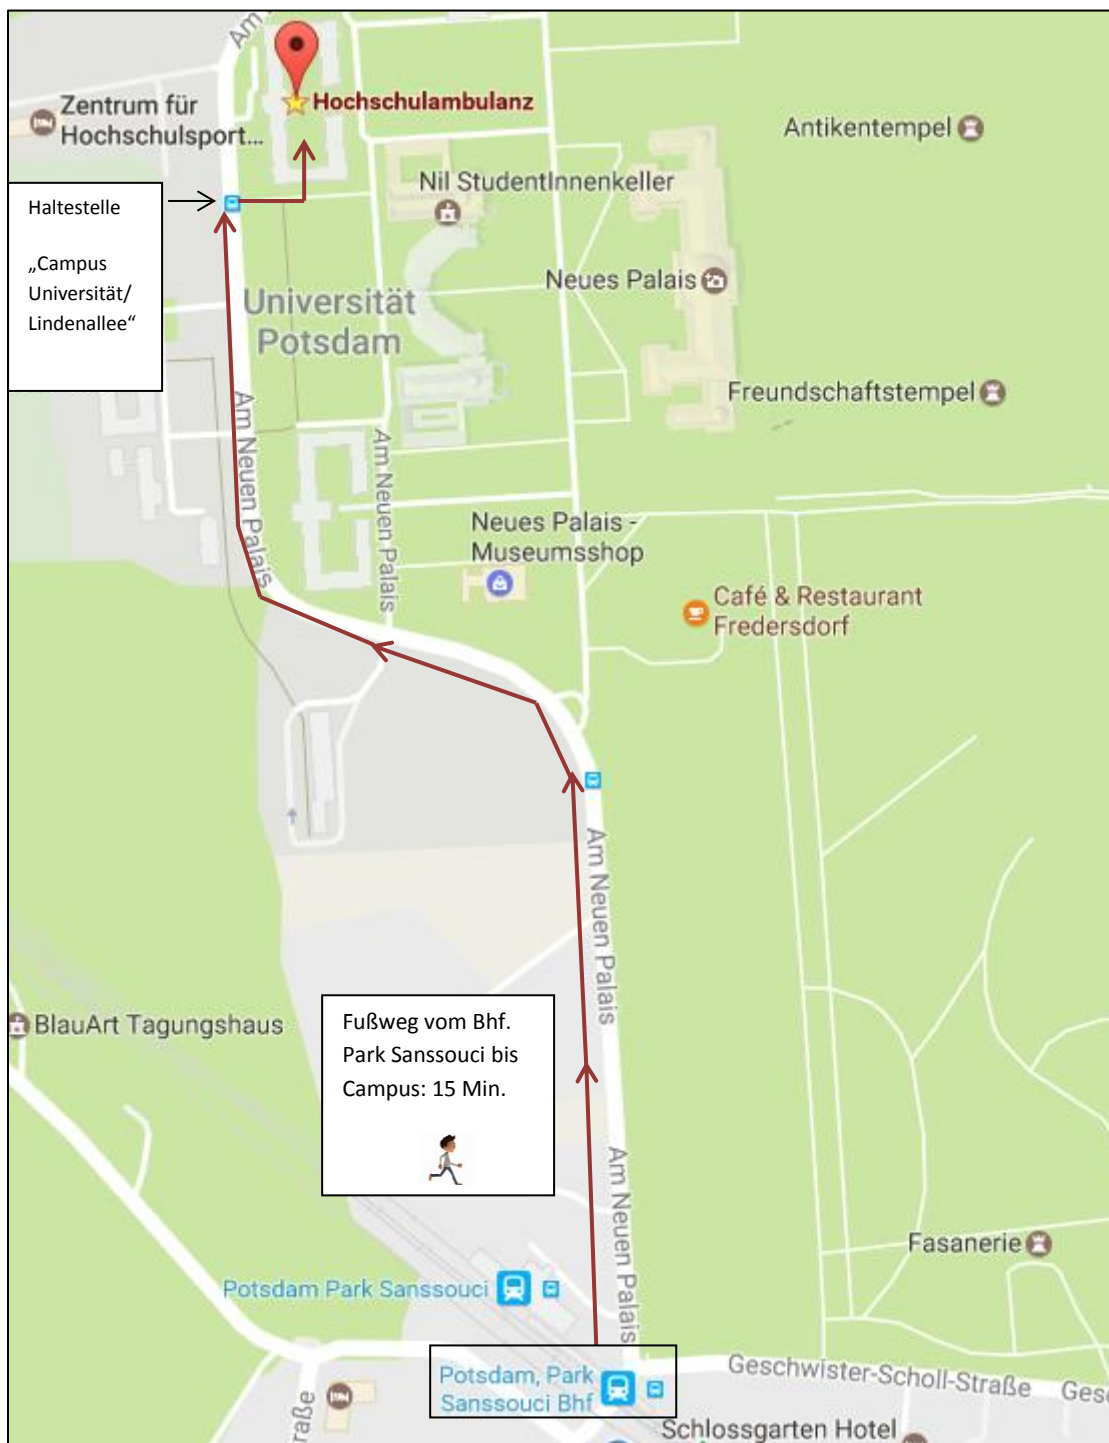 Am
Hochschulambulanz
Zentrum für
Hochschulsport...
Antikentempel
Nil StudentInnenkeller
Haltestelle
„Campus
Universität/
Lindenallee“
Neues Palais
Universität
Potsdam
Freundschaftstempel
Am Neuen Palais
Am Neuen Palais
Neues Palais -
Museumsshop
Café & Restaurant
Fredersdorf
Am Neuen Palais
BlauArt Tagungshaus
Fußweg vom Bhf.
Park Sanssouci bis
Campus: 15 Min.
Am Neuen Palais
Fasanerie
Potsdam Park Sanssouci
Potsdam, Park
Sanssouci Bhf
Geschwister-Scholl-Straße
Gesc
raße
Schlossgarten Hotel